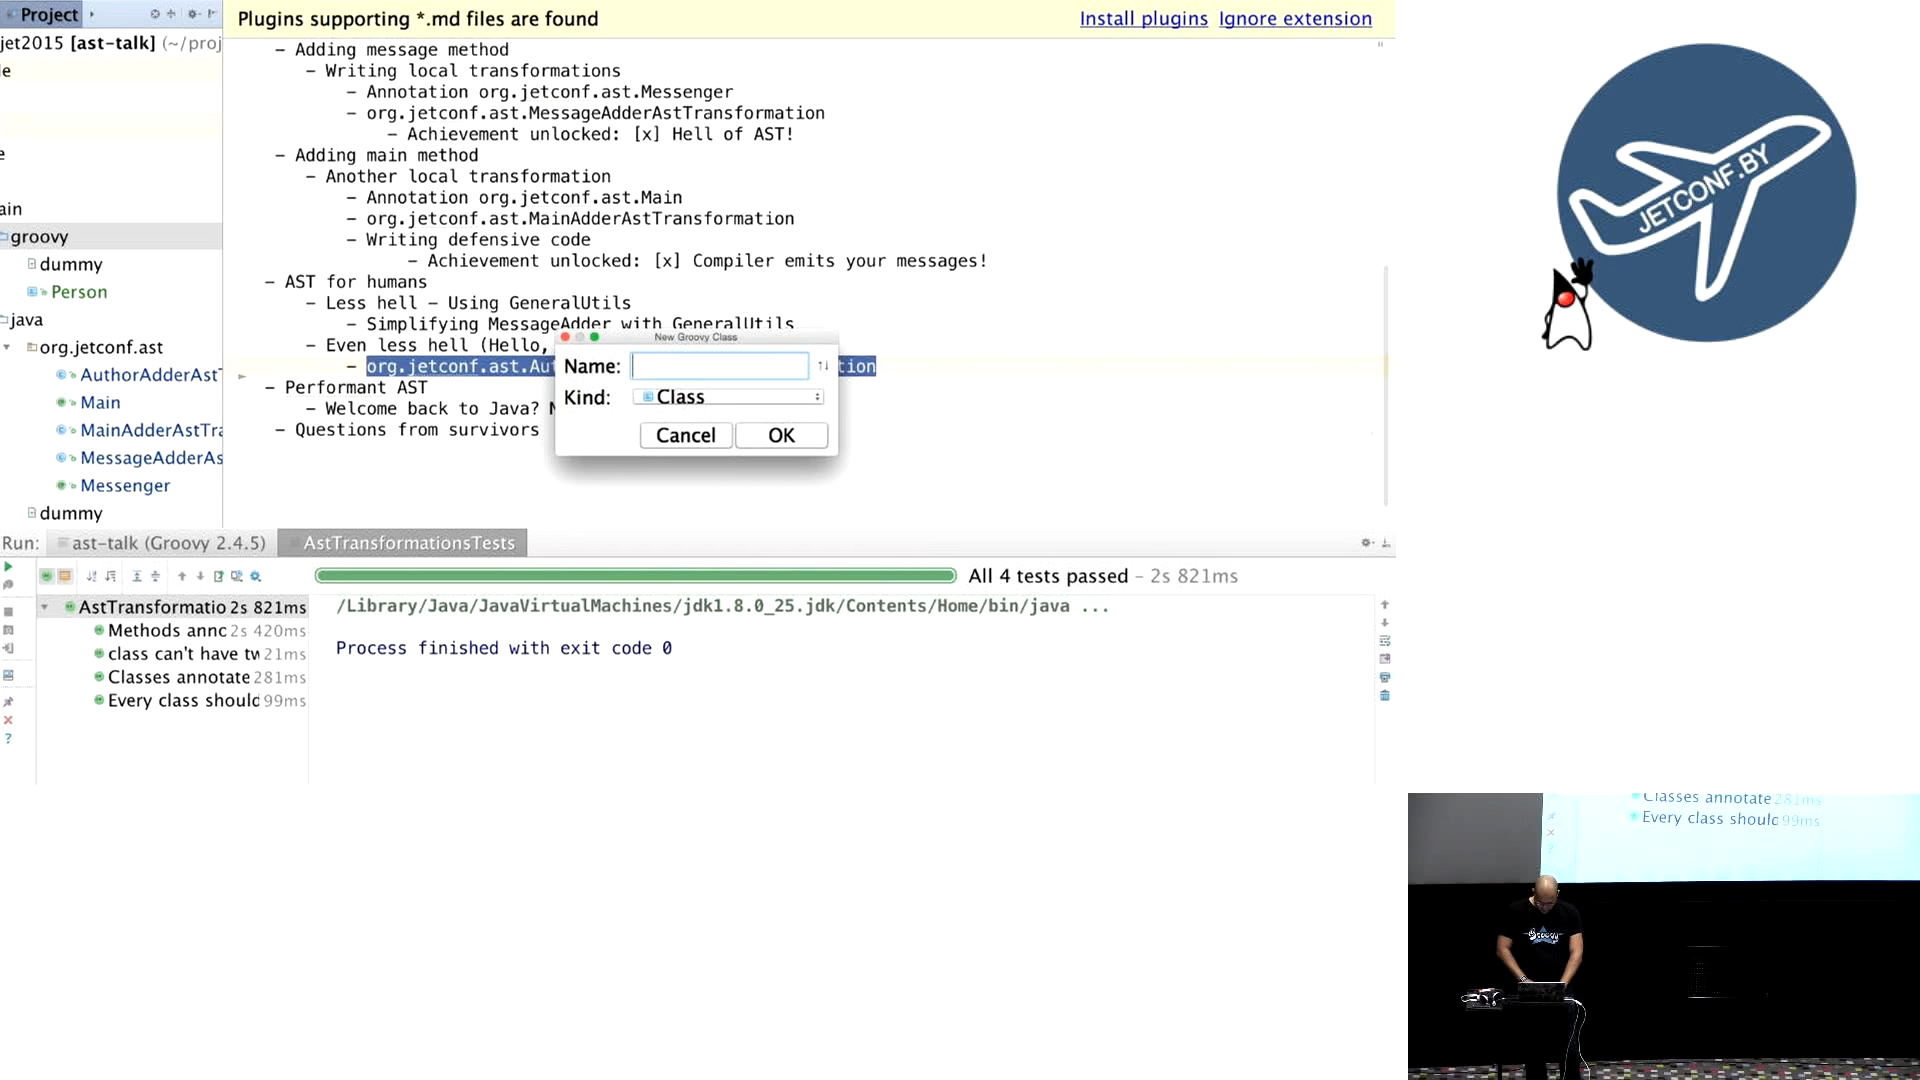 Project
Plugins supporting *.md files are found
Install plugins Ignore extension
jet2015 [ast-talk] (~/proj
e
e
ain
groovy
dummy
Person
java
org.jetconf.ast
AuthorAdderAst
Main
MainAdderAstTra
MessageAdderAs
Messenger
dummy
– Adding message method
– Writing local transformations
– Annotation org.jetconf.ast.Messenger
– org.jetconf.ast.MessageAdderAstTransformation
– Achievement unlocked: [x] Hell of AST!
– Adding main method
– Another local transformation
– Annotation org.jetconf.ast.Main
– org.jetconf.ast.MainAdderAstTransformation
– Writing defensive code
– Achievement unlocked: [x] Compiler emits your messages!
– AST for humans
– Less hell – Using GeneralUtils
– Simplifying MessageAdder with GeneralUtils
– Even less hell (Hello,
– org.jetconf.ast.Au tion
– Performant AST
– Welcome back to Java?
– Questions from survivors
New Groovy Class
Name:
Kind: Class
Cancel OK
Run: ast-talk (Groovy 2.4.5) AstTransformationsTests
All 4 tests passed – 2s 821ms
AstTransformatio 2s 821ms
Methods anno 2s 420ms
class can't have tw 21ms
Classes annotate 281ms
Every class should 99ms
/Library/Java/JavaVirtualMachines/jdk1.8.0_25.jdk/Contents/Home/bin/java ...
Process finished with exit code 0
JETCONF.BY
Classes annotate 281ms
Every class should 99ms
Groovy